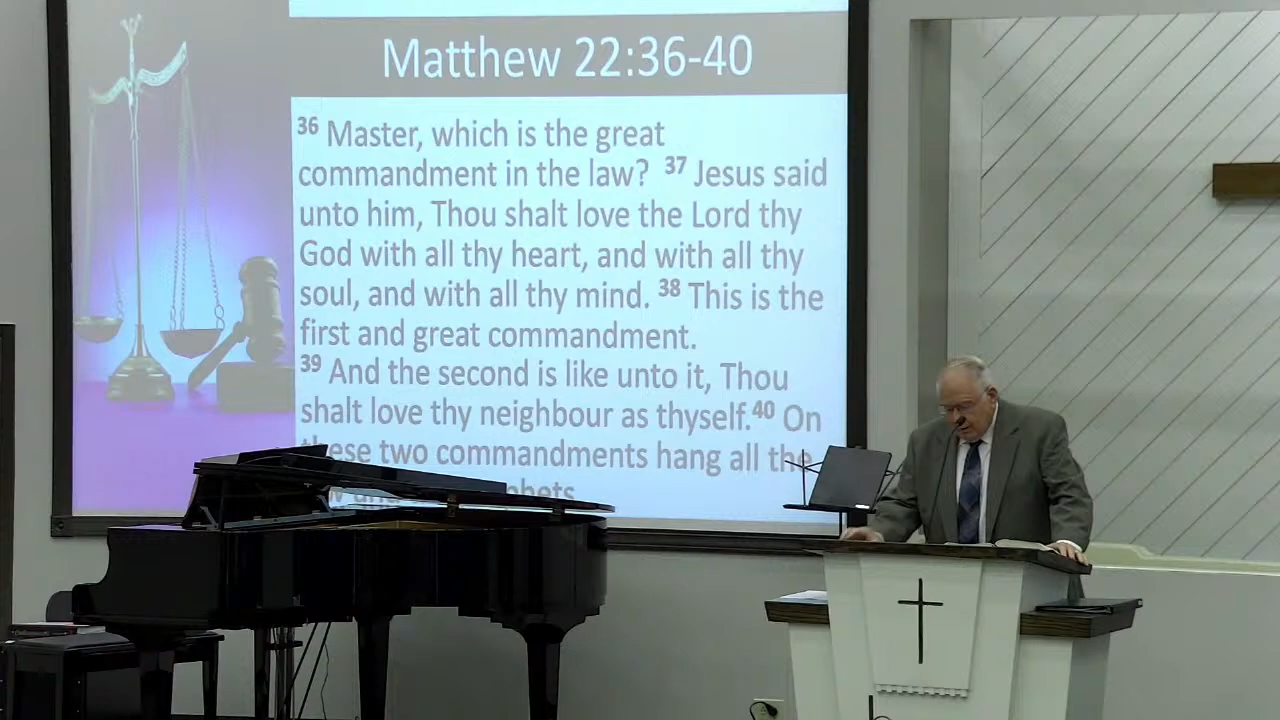 Matthew 22:36-40
36 Master, which is the great
commandment in the law? 37 Jesus said
unto him, Thou shalt love the Lord thy
God with all thy heart, and with all thy
soul, and with all thy mind. 38 This is the
first and great commandment.
39 And the second is like unto it, Thou
shalt love thy neighbour as thyself.40 On
these two commandments hang all the